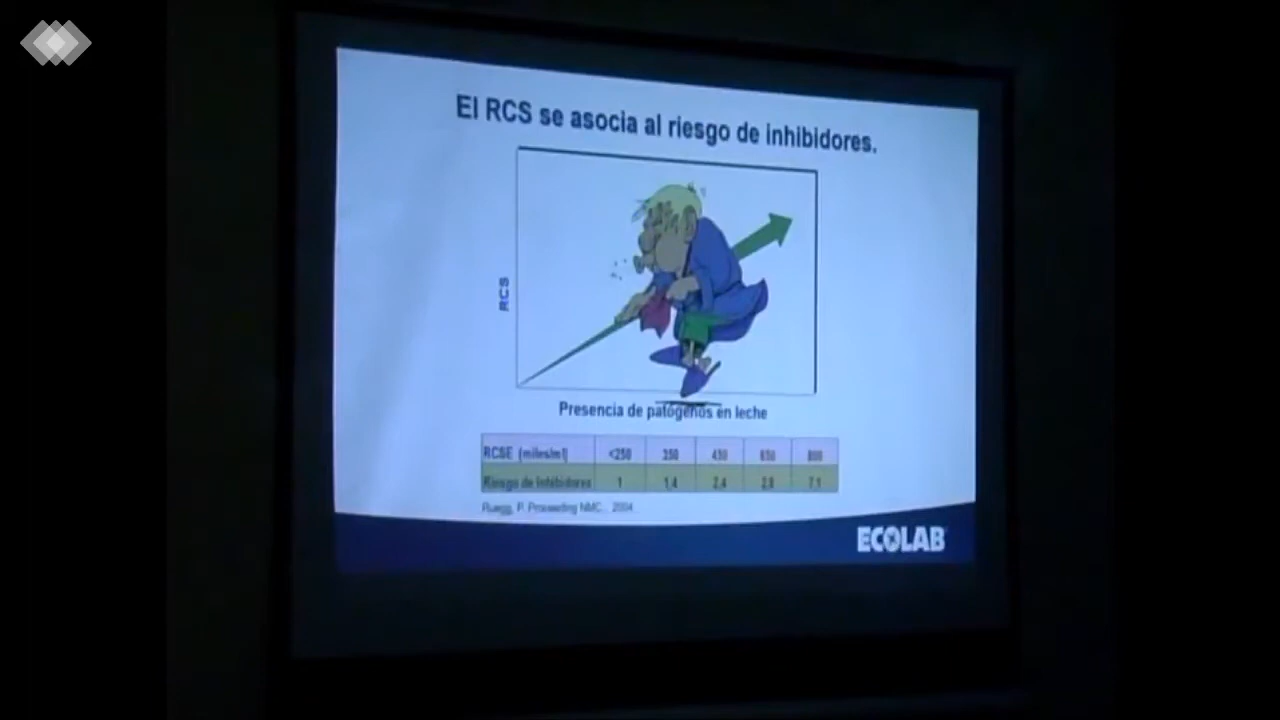 El RCS se asocia al riesgo de inhibidores.
RCS
Presencia de patógenos en leche
RCSE (miles/ml) <250 350 450 650 800
Riesgo de Inhibidores 1 1,4 2,4 2,8 7,1
Ruegg, P. Proceeding NMC, 2004
ECOLAB